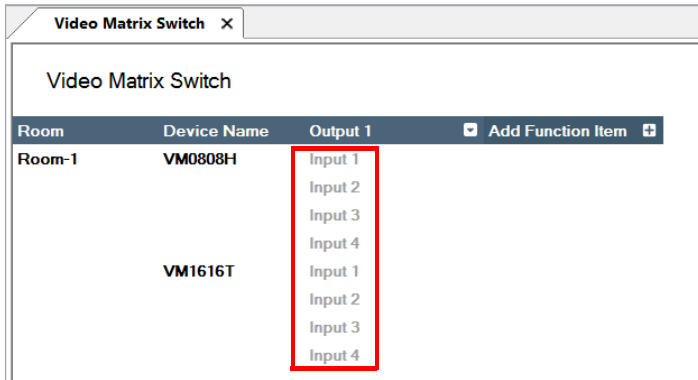 Video Matrix Switch
Video Matrix Switch
Room Device Name Output 1 Add Function Item
Room-1 VM0808H Input 1
Input 2
Input 3
Input 4
VM1616T Input 1
Input 2
Input 3
Input 4